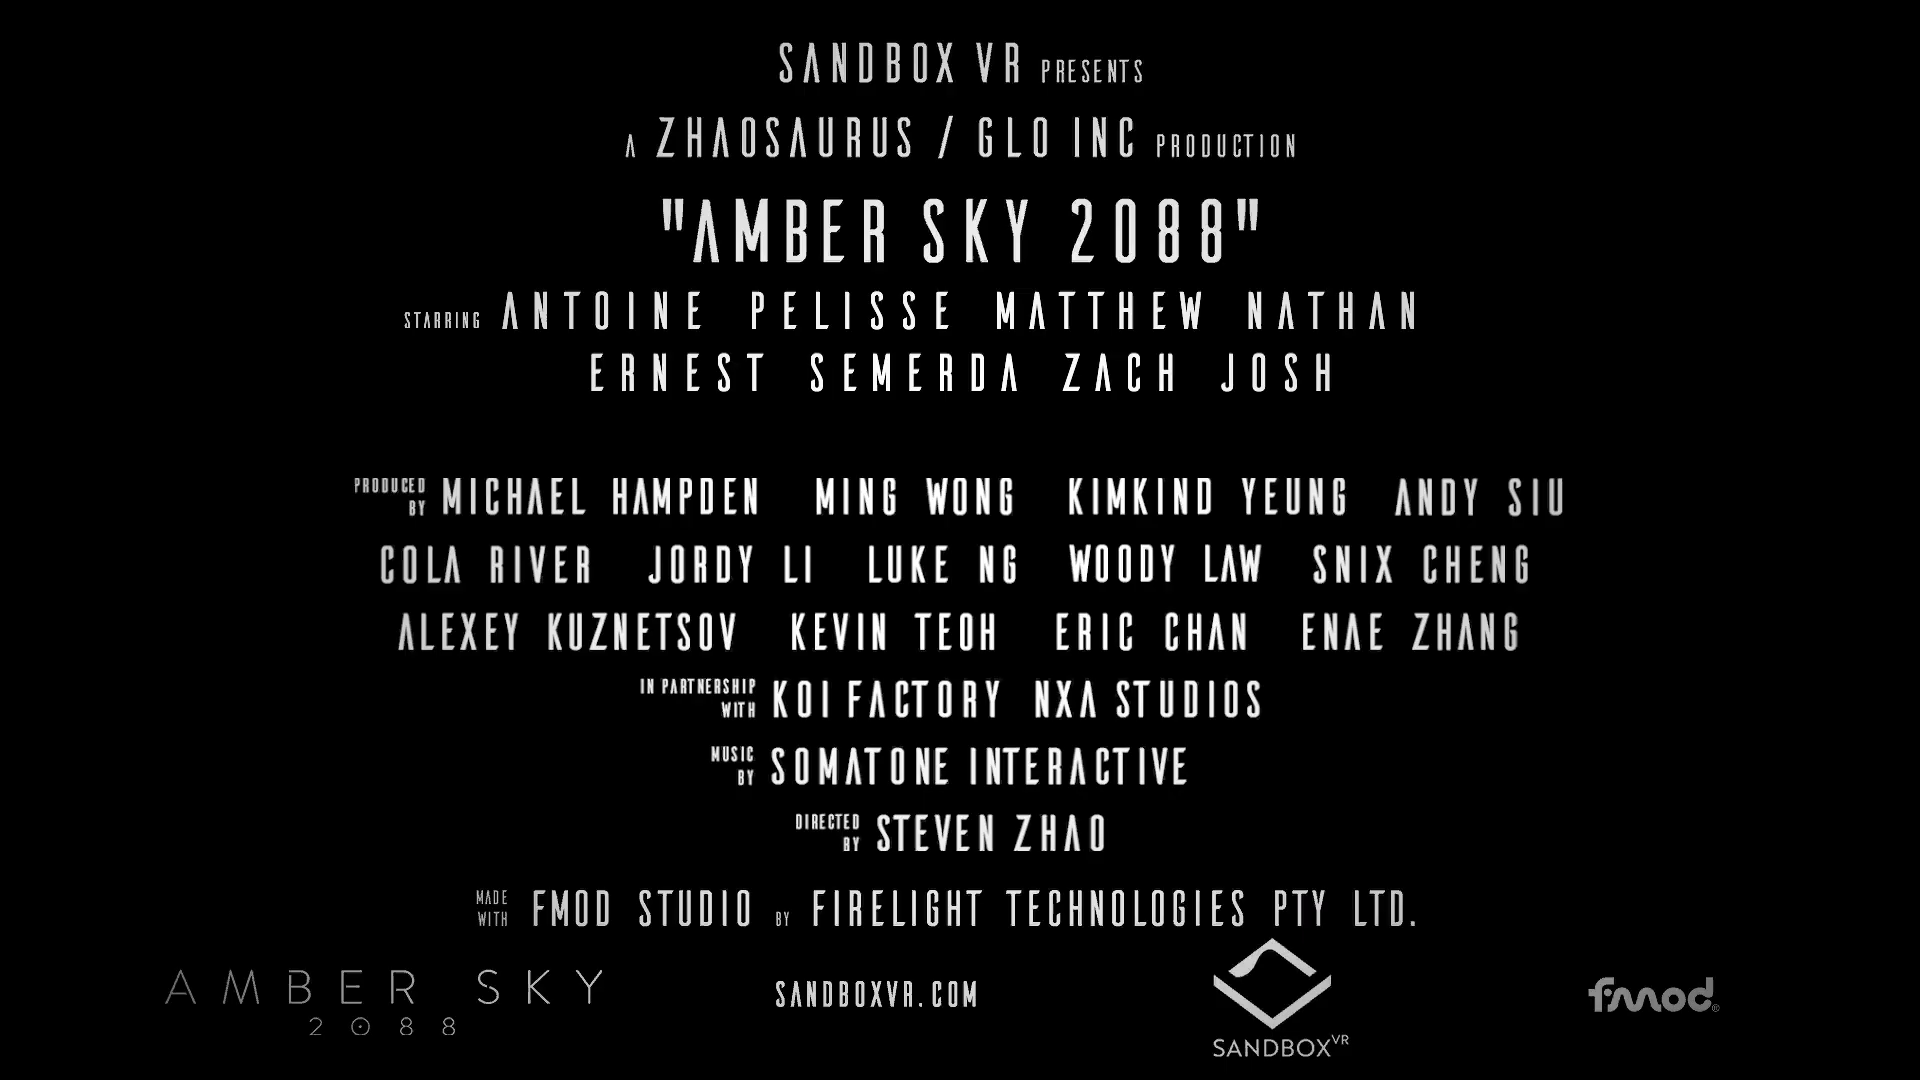 SANDBOX VR PRESENTS
A ZHAOSAURUS / GLO INC PRODUCTION
"AMBER SKY 2088"
STARRING ANTOINE PELISSE MATTHEW NATHAN
ERNEST SEMERDA ZACH JOSH
PRODUCED BY MICHAEL HAMPDEN MING WONG KIMKIND YEUNG ANDY SIU
COLA RIVER JORDY LI LUKE NG WOODY LAW SNIX CHENG
ALEXEY KUZNETSOV KEVIN TEOH ERIC CHAN ENAE ZHANG
IN PARTNERSHIP WITH KOI FACTORY NXA STUDIOS
MUSIC BY SOMATONE INTERACTIVE
DIRECTED BY STEVEN ZHAO
MADE WITH FMOD STUDIO BY FIRELIGHT TECHNOLOGIES PTY LTD.
AMBER SKY
2088
SANDBOXVR.COM
SANDBOX VR
fmod®